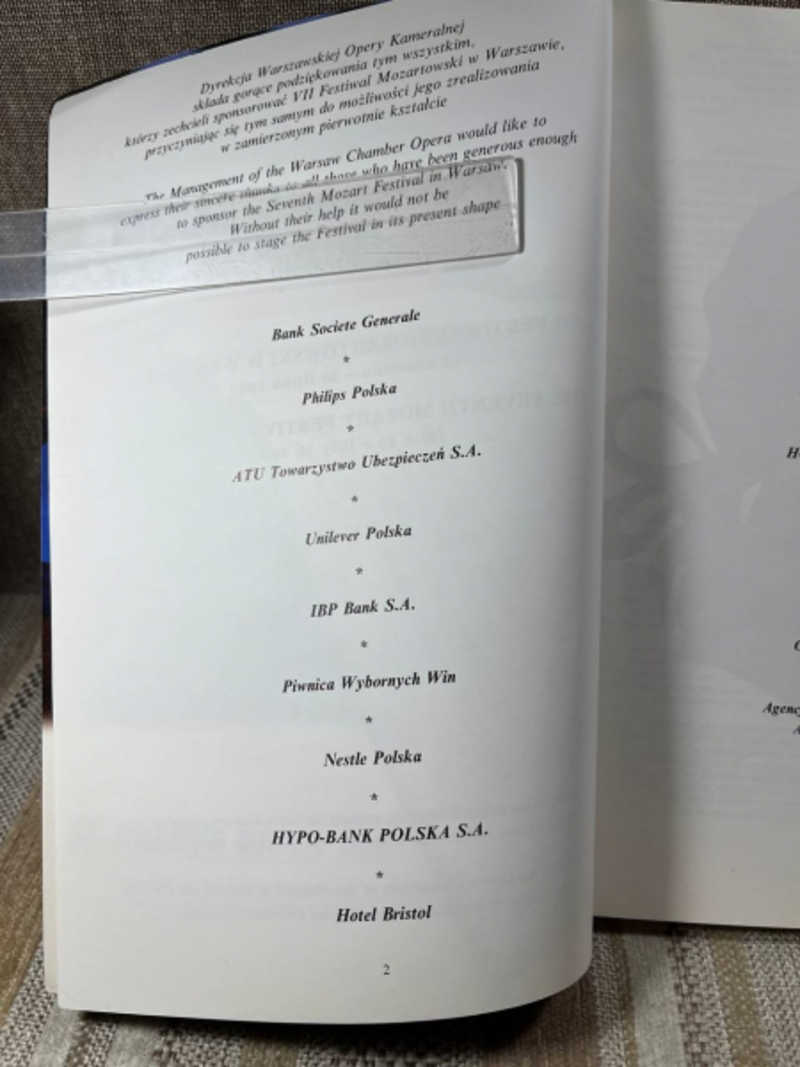 Dyrekcja Warszawskiej Opery Kameralnej
składa gorące podziękowania tym wszystkim,
którzy zechcieli sponsorować VII Festiwal Mozartowski w Warszawie,
przyczyniając się tym samym do możliwości jego zrealizowania
w zamierzonym pierwotnie kształcie
The Management of the Warsaw Chamber Opera would like to
express their sincere thanks to all those who have been generous enough
to sponsor the Seventh Mozart Festival in Warsaw.
Without their help it would not be
possible to stage the Festival in its present shape
Bank Societe Generale
*
Philips Polska
*
ATU Towarzystwo Ubezpieczeń S.A.
*
Unilever Polska
*
IBP Bank S.A.
*
Piwnica Wybornych Win
*
Nestle Polska
*
HYPO-BANK POLSKA S.A.
*
Hotel Bristol
2